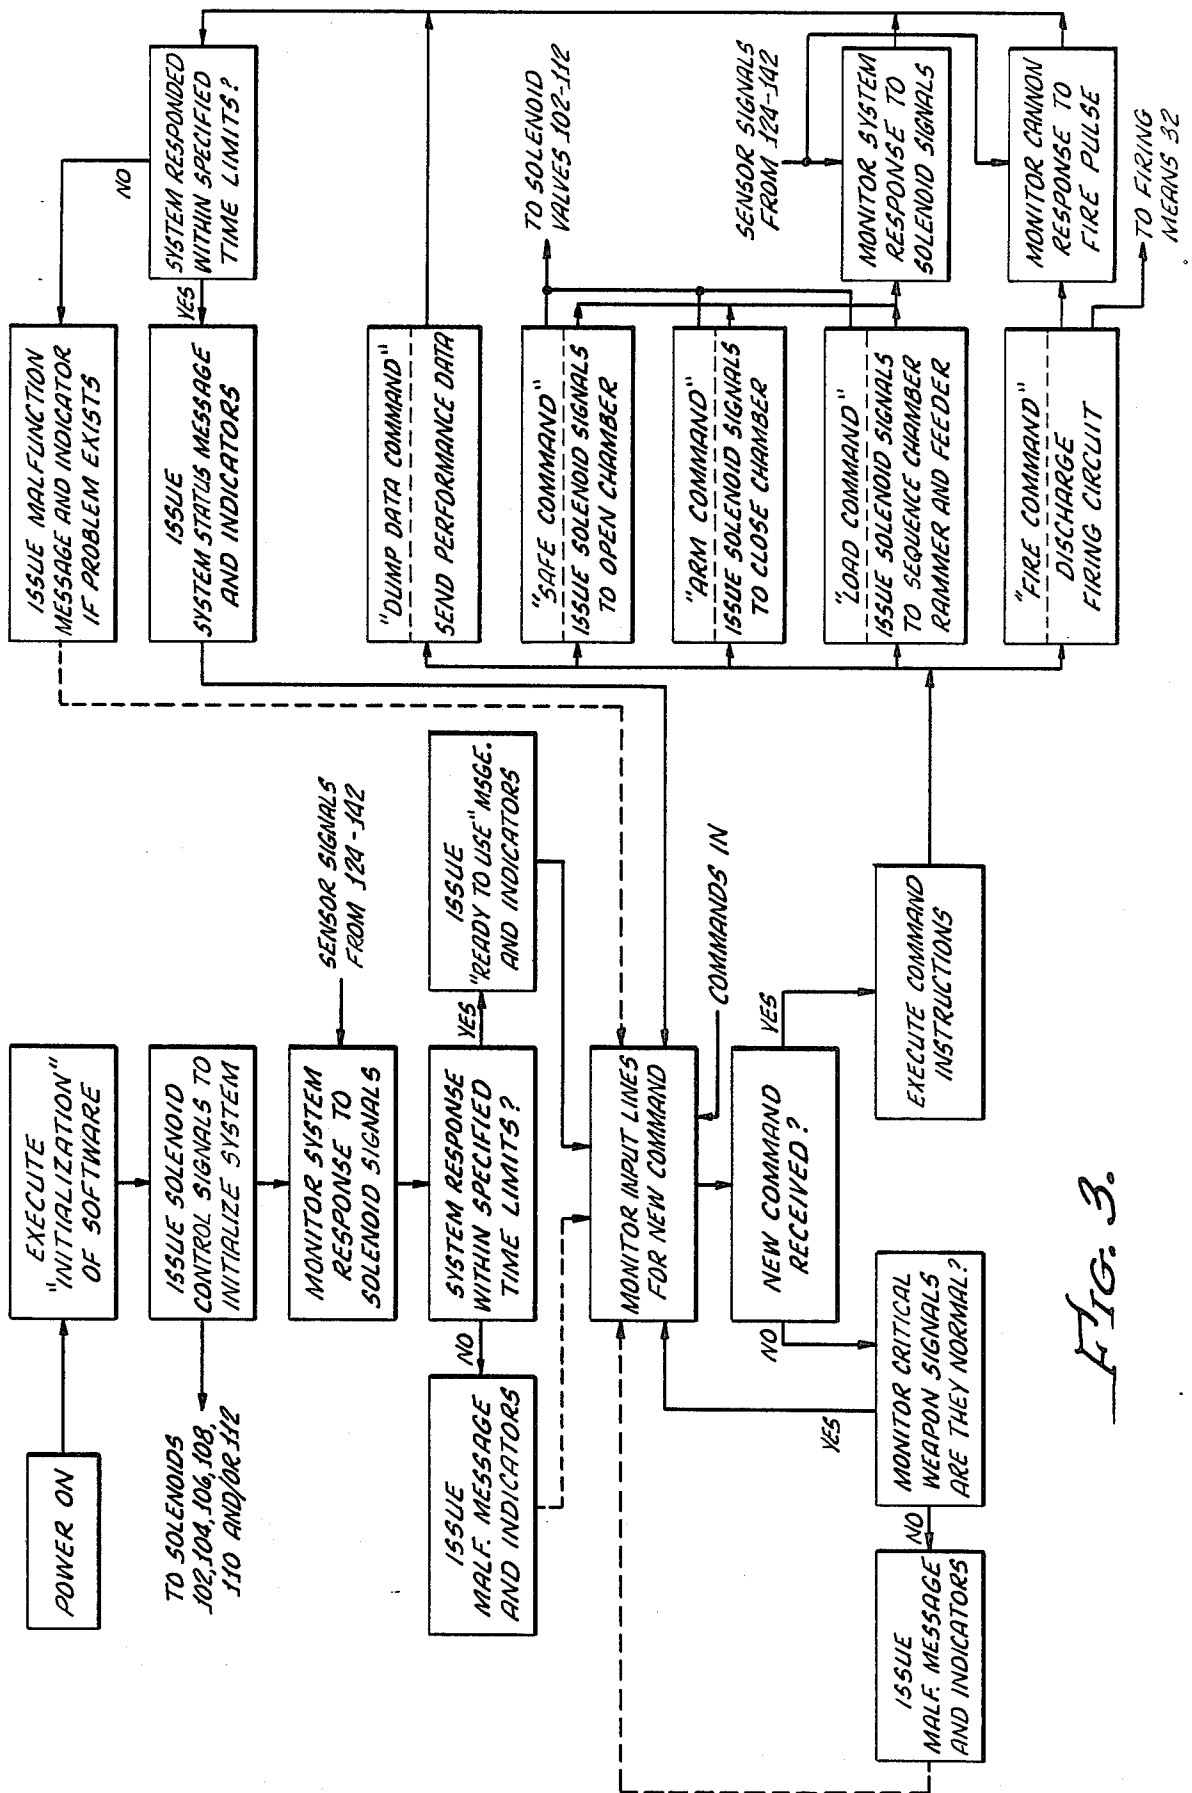 POWER ON
EXECUTE
"INITIALIZATION"
OF SOFTWARE
ISSUE SOLENOID
CONTROL SIGNALS TO
INITIALIZE SYSTEM
TO SOLENOIDS
102, 104, 106, 108,
110 AND/OR 112
MONITOR SYSTEM
RESPONSE TO
SOLENOID SIGNALS
SENSOR SIGNALS
FROM 124-142
SYSTEM RESPONSE
WITHIN SPECIFIED
TIME LIMITS?
NO
YES
ISSUE
MALF. MESSAGE
AND INDICATORS
ISSUE
"READY TO USE" MSGE.
AND INDICATORS
MONITOR INPUT LINES
FOR NEW COMMAND
COMMANDS IN
NEW COMMAND
RECEIVED?
NO
YES
MONITOR CRITICAL
WEAPON SIGNALS
ARE THEY NORMAL?
YES
NO
ISSUE
MALF. MESSAGE
AND INDICATORS
EXECUTE COMMAND
INSTRUCTIONS
ISSUE MALFUNCTION
MESSAGE AND INDICATOR
IF PROBLEM EXISTS
ISSUE
SYSTEM STATUS MESSAGE
AND INDICATORS
NO
YES
SYSTEM RESPONDED
WITHIN SPECIFIED
TIME LIMITS?
"DUMP DATA COMMAND"
SEND PERFORMANCE DATA
"SAFE COMMAND"
ISSUE SOLENOID SIGNALS
TO OPEN CHAMBER
TO SOLENOID
VALVES 102-112
"ARM COMMAND"
ISSUE SOLENOID SIGNALS
TO CLOSE CHAMBER
"LOAD COMMAND"
ISSUE SOLENOID SIGNALS
TO SEQUENCE CHAMBER
RAMMER AND FEEDER
SENSOR SIGNALS
FROM 124-142
MONITOR SYSTEM
RESPONSE TO
SOLENOID SIGNALS
"FIRE COMMAND"
DISCHARGE
FIRING CIRCUIT
MONITOR CANNON
RESPONSE TO
FIRE PULSE
TO FIRING
MEANS 32
FIG. 3.